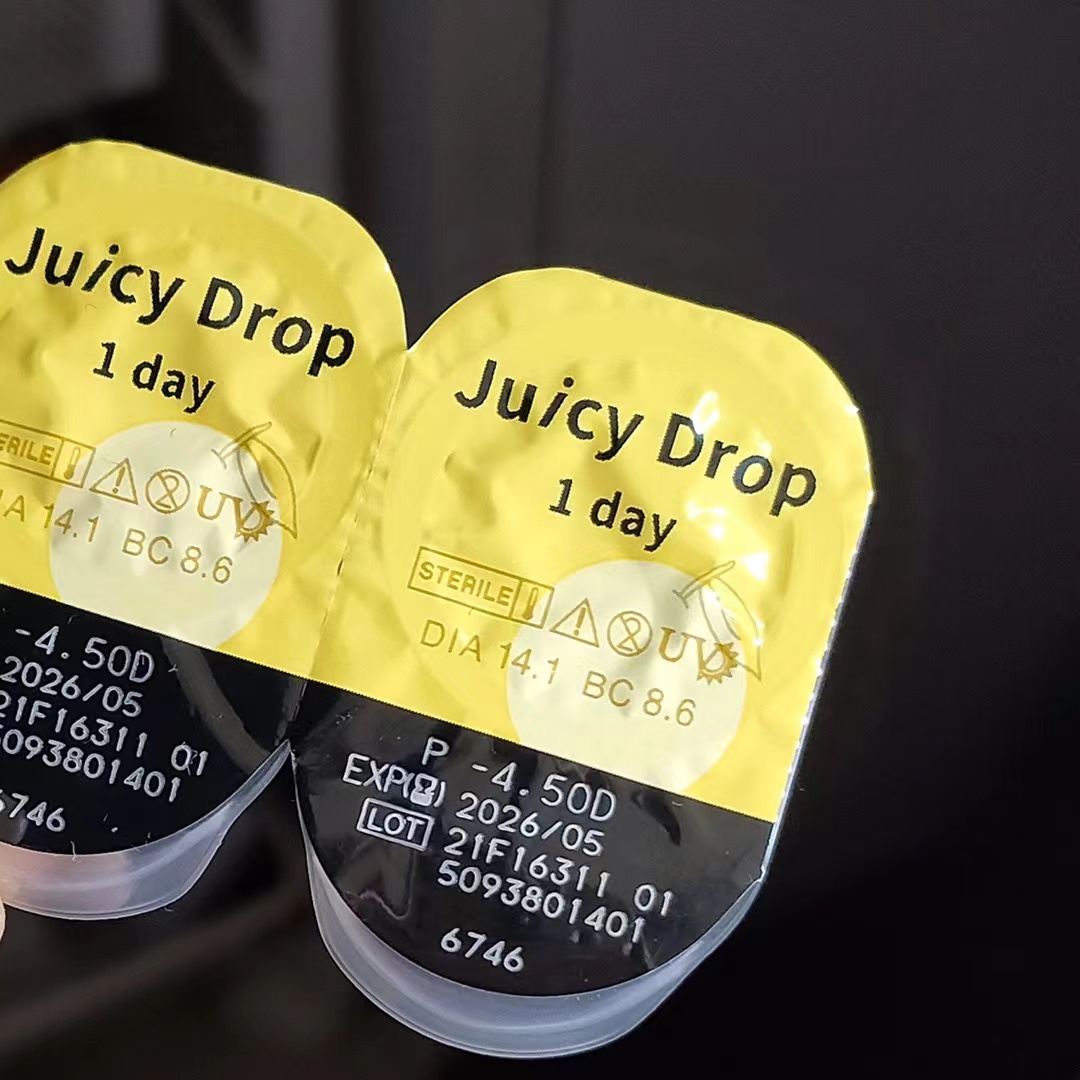 Juicy Drop
1 day
UV
14.1 BC 8.6
-4.50D
2026/05
21F16311 01
5093801401
6746
Juicy Drop
1 day
STERILE UV
DIA 14.1 BC 8.6
P -4.50D
EXP 2026/05
LOT 21F16311 01
5093801401
6746